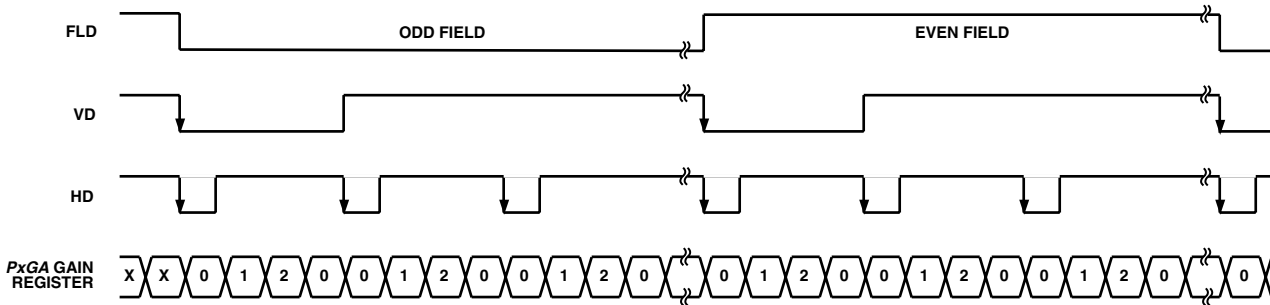 FLD
ODD FIELD
EVEN FIELD
VD
HD
PxGA GAIN
REGISTER
X X 0 1 2 0 0 1 2 0 0 1 2 0 0 1 2 0 0 1 2 0 0 1 2 0 0